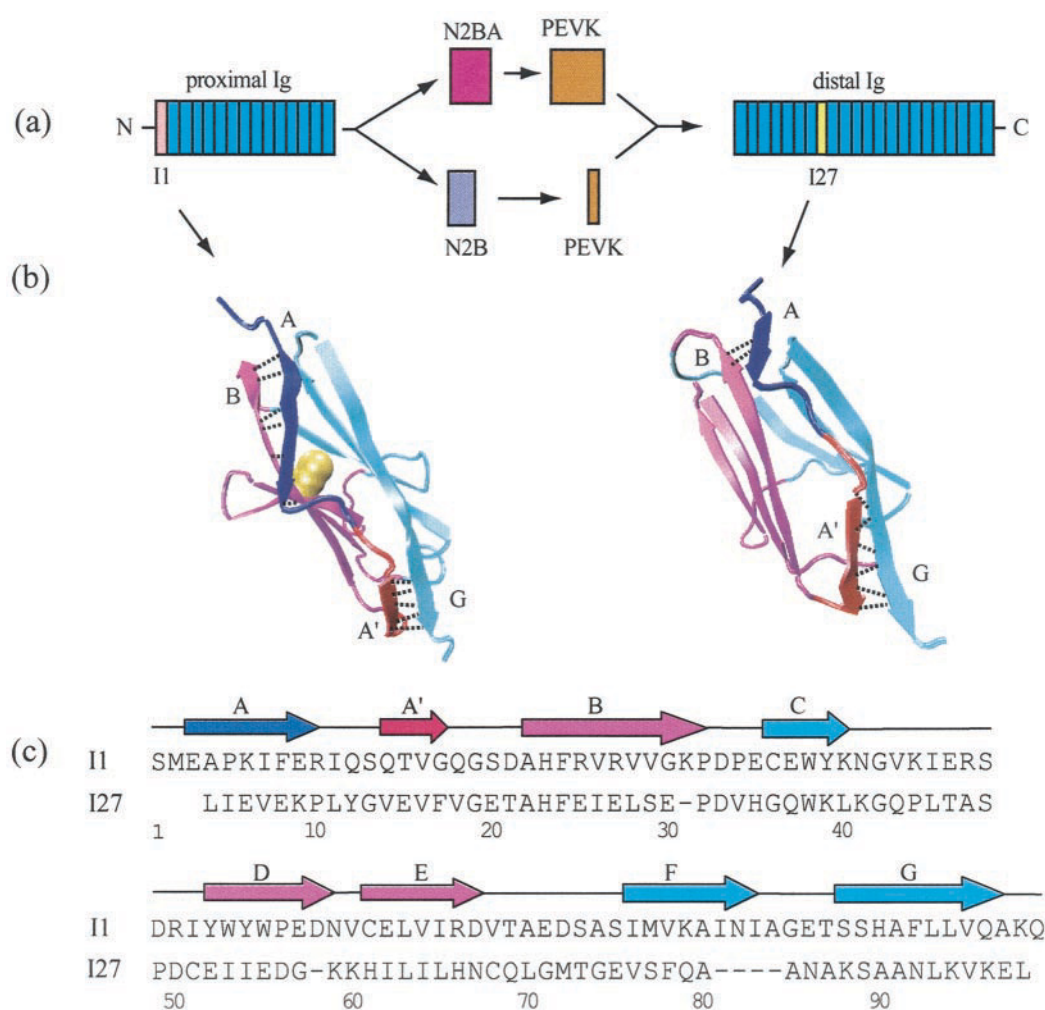 N2BA PEVK
proximal Ig
distal Ig
(a)
N
C
I1
I27
N2B
PEVK
(b)
A
B
A'
G
A
B
A'
G
(c)
A A' B C
I1 SMEAPKIFERIQSQTVGQGSDAHFRVRVVGKPDPECEWYKNGVKIERS
I27 LIEVEKPLYGVEVFVGETAHFEIELSE-PDVHGQWKLKGQPLTAS
1 10 20 30 40
D E F G
I1 DRIYWYWPEDNVCELVIRDVTAEDSASIMVKAINIAGETSSHAFLLVQAKQ
I27 PDCEIIEDG-KKHILILHNCQLGMTGEVSFQA----ANAKSAANLKVKEL
50 60 70 80 90